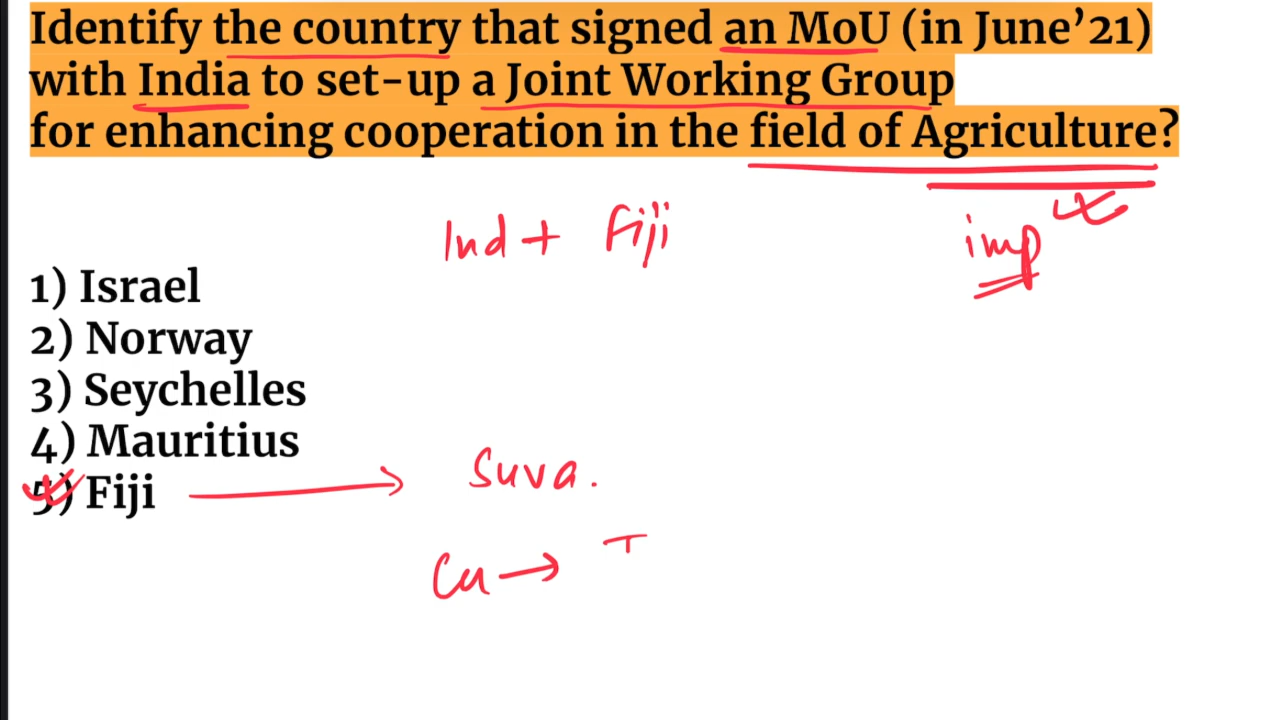 Identify the country that signed an MoU (in June’21)
with India to set-up a Joint Working Group
for enhancing cooperation in the field of Agriculture?
Ind + Fiji
imp
1) Israel
2) Norway
3) Seychelles
4) Mauritius
5) Fiji → Suva.
→ T